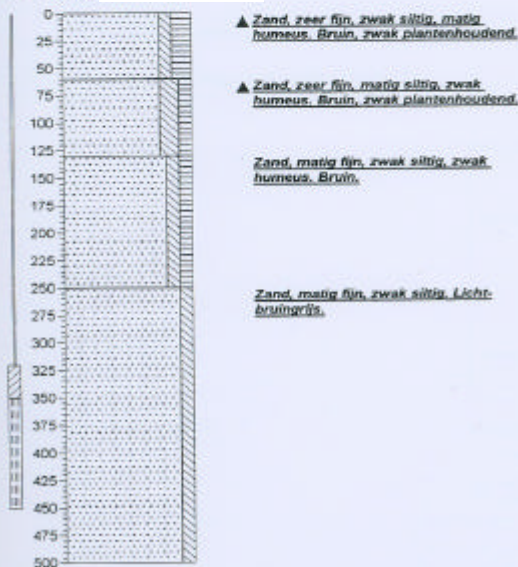 0
▲ Zand, zeer fijn, zwak siltig, matig
humeus. Bruin, zwak plantenhoudend.
25
50
75
▲ Zand, zeer fijn, matig siltig, zwak
humeus. Bruin, zwak plantenhoudend.
100
125
Zand, matig fijn, zwak siltig, zwak
humeus. Bruin.
150
175
200
225
250
Zand, matig fijn, zwak siltig. Licht-
bruingrijs.
275
300
325
350
375
400
425
450
475
500